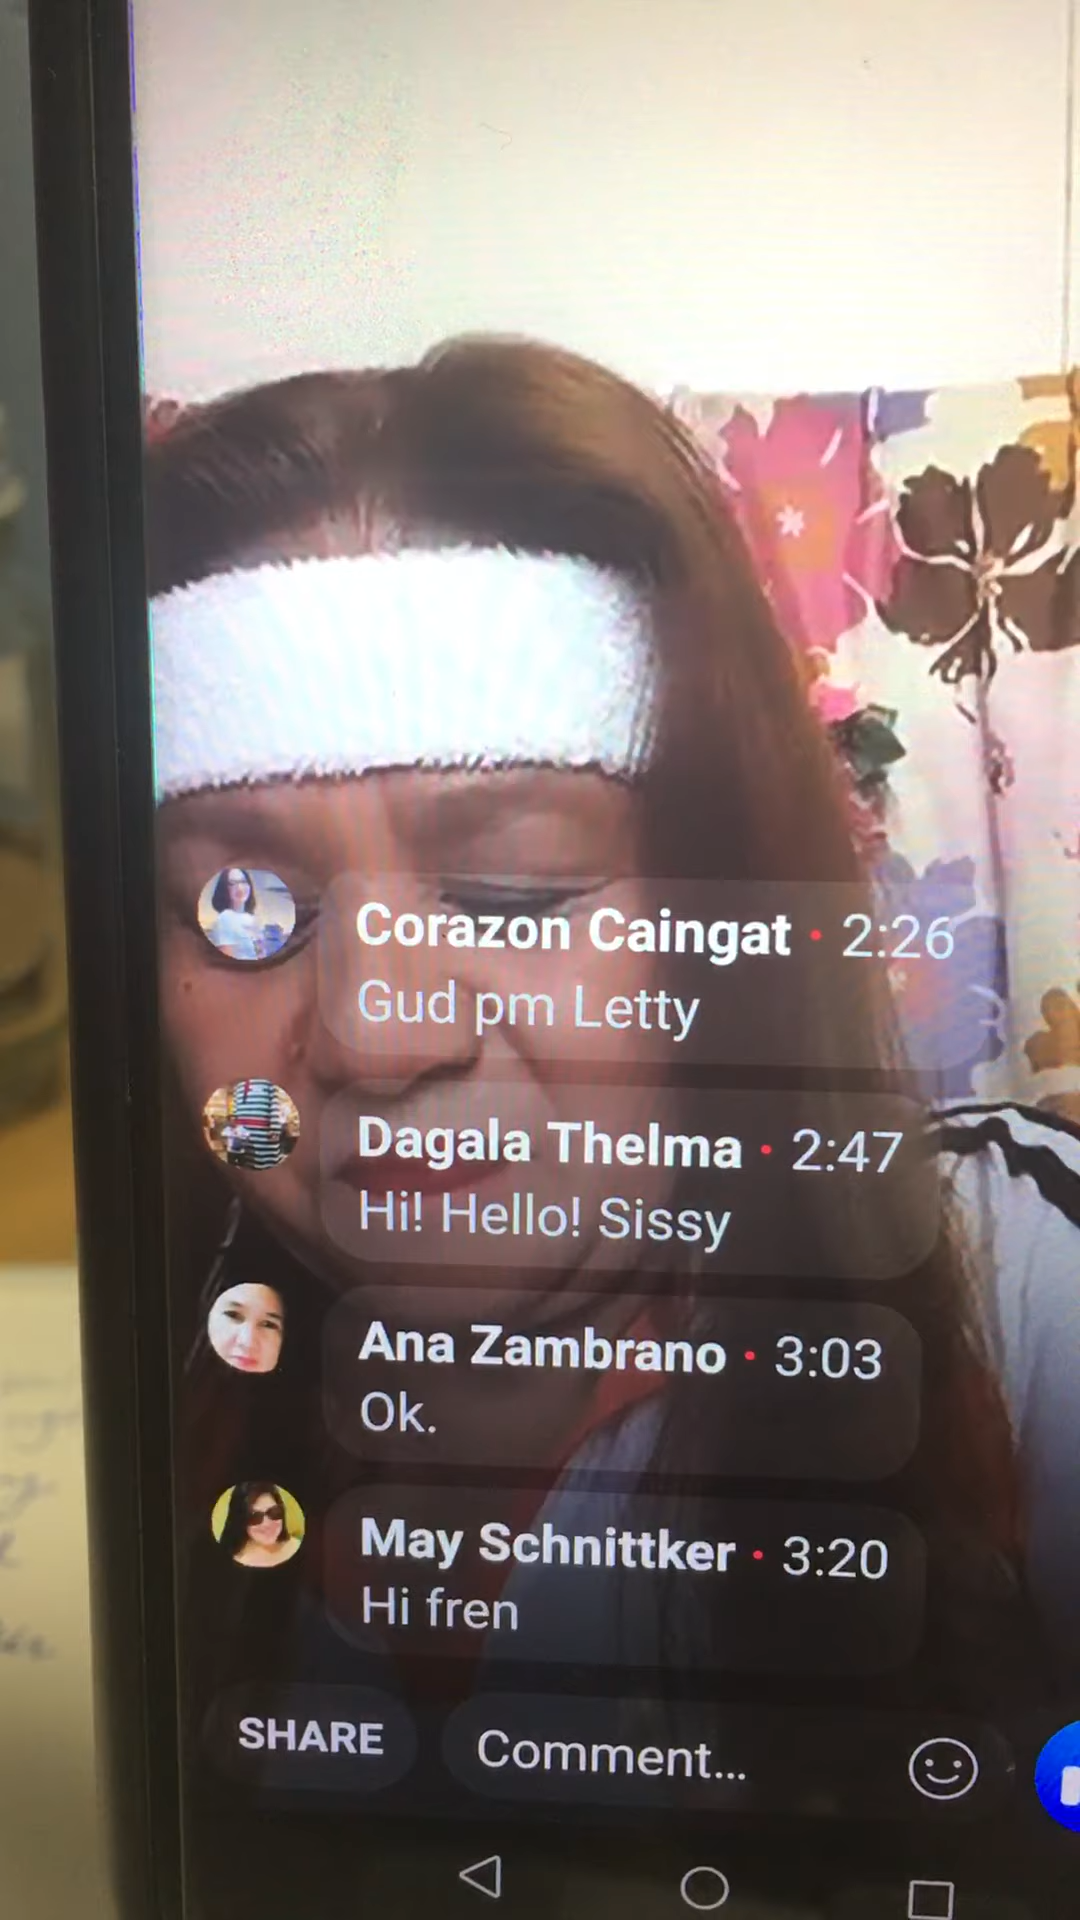 Corazon Caingat • 2:26
Gud pm Letty
Dagala Thelma • 2:47
Hi! Hello! Sissy
Ana Zambrano • 3:03
Ok.
May Schnittker • 3:20
Hi fren
SHARE
Comment...